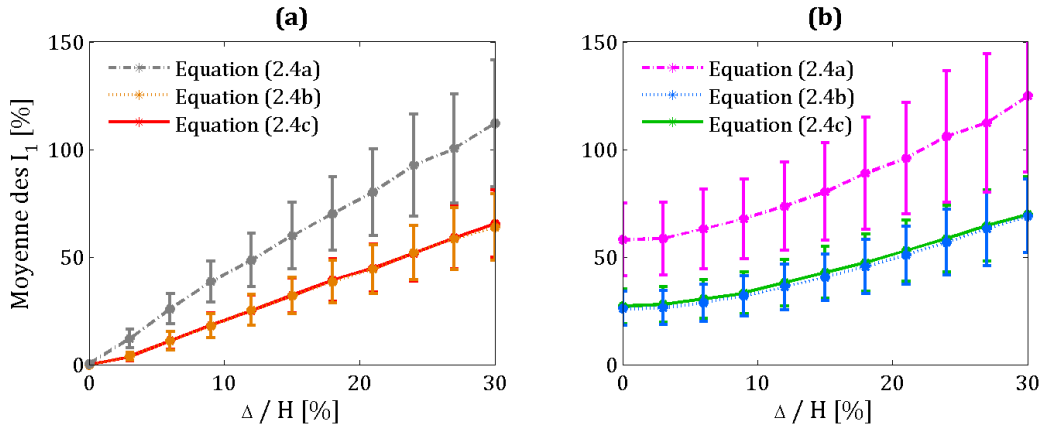 (a)
150
100
50
0
0
10
20
30
Moyenne des I₁ [%]
Δ / H [%]
Equation (2.4a)
Equation (2.4b)
Equation (2.4c)
(b)
150
100
50
0
0
10
20
30
Δ / H [%]
Equation (2.4a)
Equation (2.4b)
Equation (2.4c)